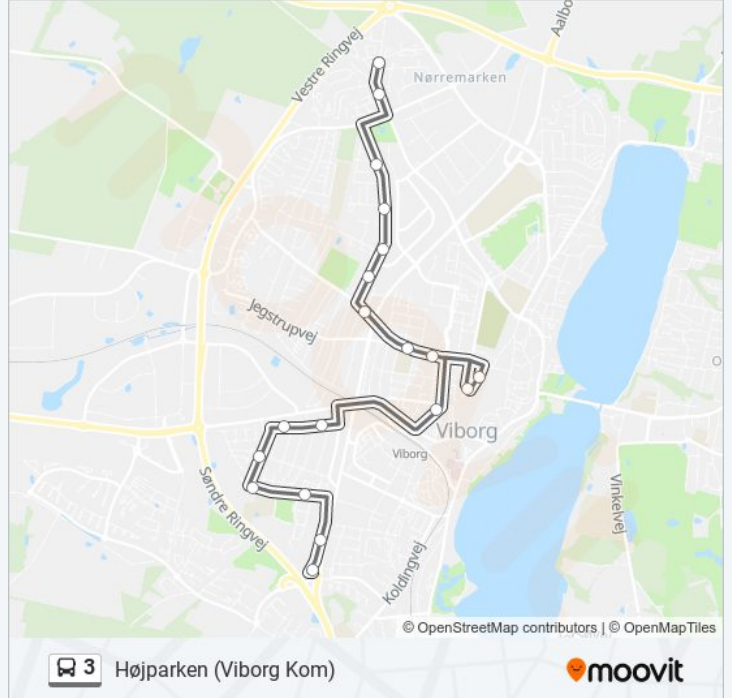 Aalbo
Vestre Ringvej
Nørremarken
Jegstrupvej
O
Viborg
Viborg
Søndre Ringvej
Vinkelvej
Koldingvej
© OpenStreetMap contributors | © OpenMapTiles
3 Højparken (Viborg Kom)
moovit